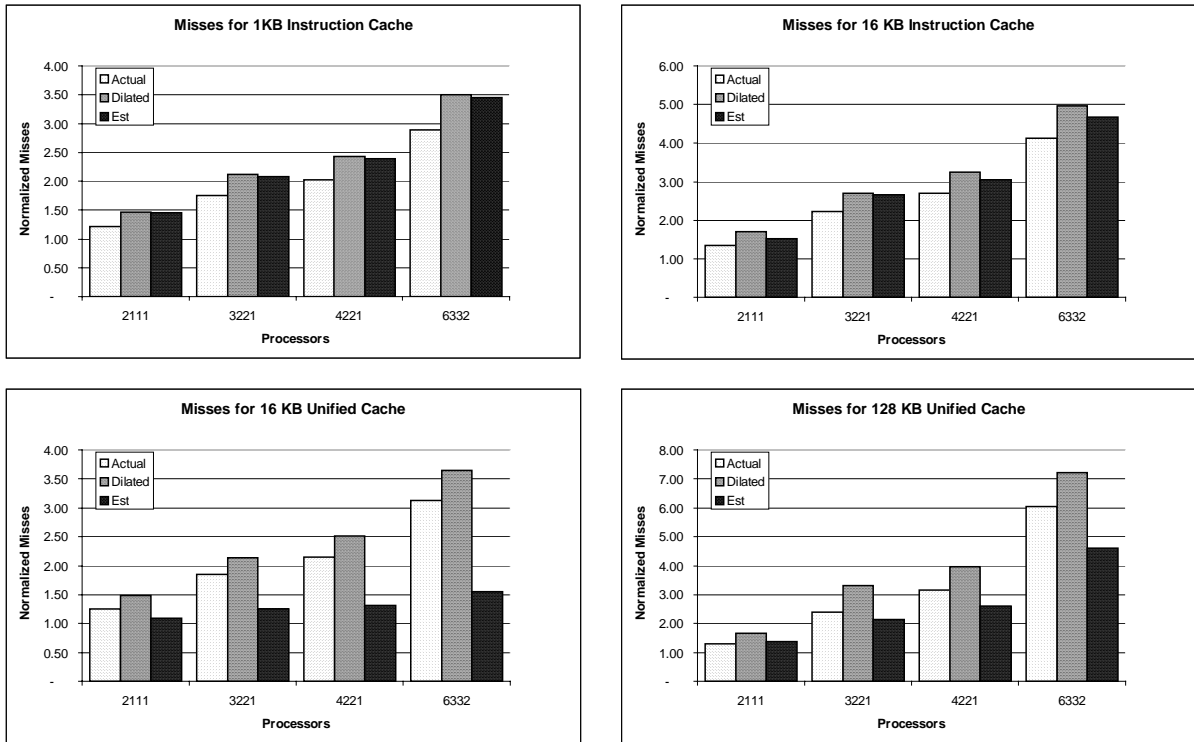 Misses for 1KB Instruction Cache
4.00
3.50
3.00
2.50
2.00
1.50
1.00
0.50
-
Normalized Misses
Actual
Dilated
Est
2111
3221
4221
6332
Processors
Misses for 16 KB Instruction Cache
6.00
5.00
4.00
3.00
2.00
1.00
-
Normalized Misses
Actual
Dilated
Est
2111
3221
4221
6332
Processors
Misses for 16 KB Unified Cache
4.00
3.50
3.00
2.50
2.00
1.50
1.00
0.50
-
Normalized Misses
Actual
Dilated
Est
2111
3221
4221
6332
Processors
Misses for 128 KB Unified Cache
8.00
7.00
6.00
5.00
4.00
3.00
2.00
1.00
-
Normalized Misses
Actual
Dilated
Est
2111
3221
4221
6332
Processors